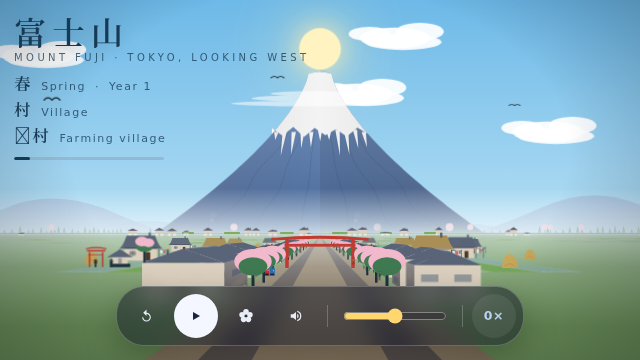 富士山
MOUNT FUJI · TOKYO, LOOKING WEST
春 Spring · Year 1
村 Village
村 Farming village
0×